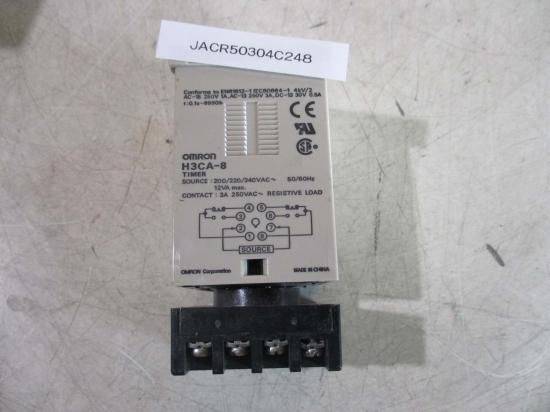 JACR50304C248
Conforms to EN61812-1 IEC60664-1 4kV/2
AC-15 250V 1A, AC-13 250V 3A, DC-13 30V 0.5A
t:0.1s-9990h
CE
OMRON
H3CA-8
TIMER
SOURCE : 200/220/240VAC~ 50/60Hz
12VA max.
CONTACT : 3A 250VAC~ RESISTIVE LOAD
4 5
3 6
2 7
1 8
SOURCE
OMRON Corporation MADE IN CHINA